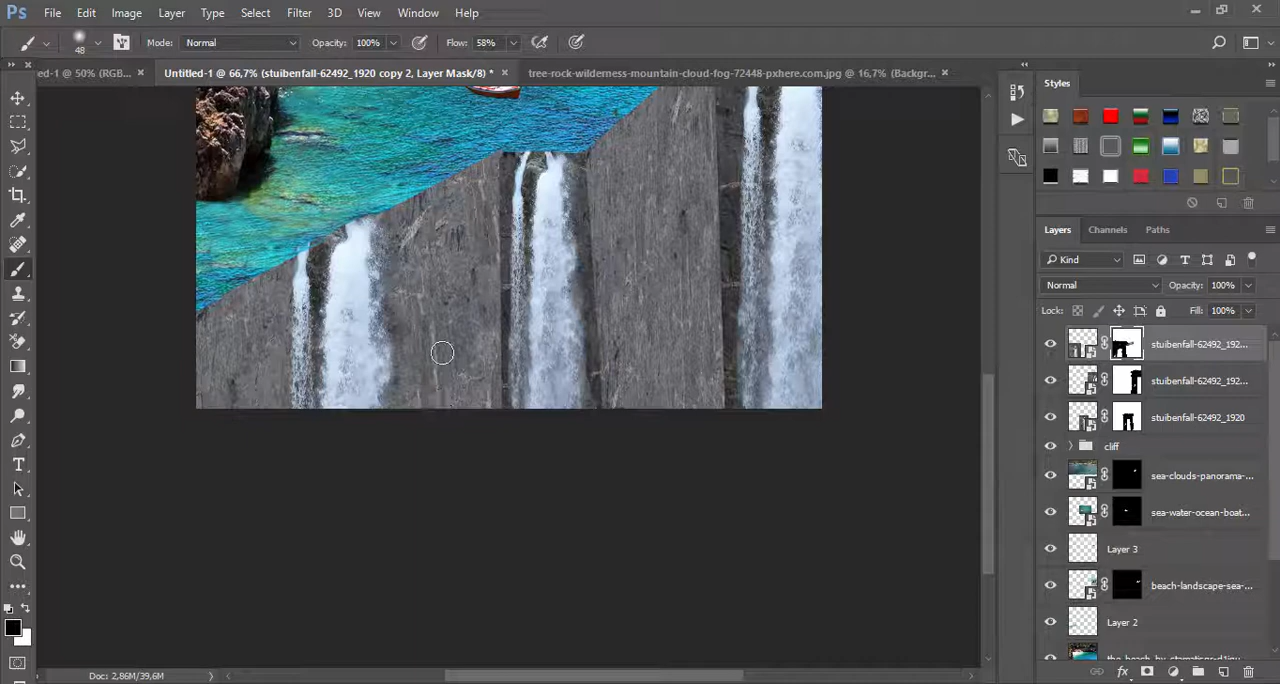 Ps File Edit Image Layer Type Select Filter 3D View Window Help
48 Mode: Normal Opacity: 100% Flow: 58%
ed-1 @ 50% (RGB... Untitled-1 @ 66,7% (stuibenfall-62492_1920 copy 2, Layer Mask/8) * tree-rock-wilderness-mountain-cloud-fog-72448-pxhere.com.jpg @ 16,7% (Backgr...
Styles
Layers Channels Paths
Kind
Normal Opacity: 100%
Lock: Fill: 100%
stuibenfall-62492_192...
stuibenfall-62492_192...
stuibenfall-62492_1920
cliff
sea-clouds-panorama-...
sea-water-ocean-boat...
Layer 3
beach-landscape-sea-...
Layer 2
Doc: 2,86M/39,6M